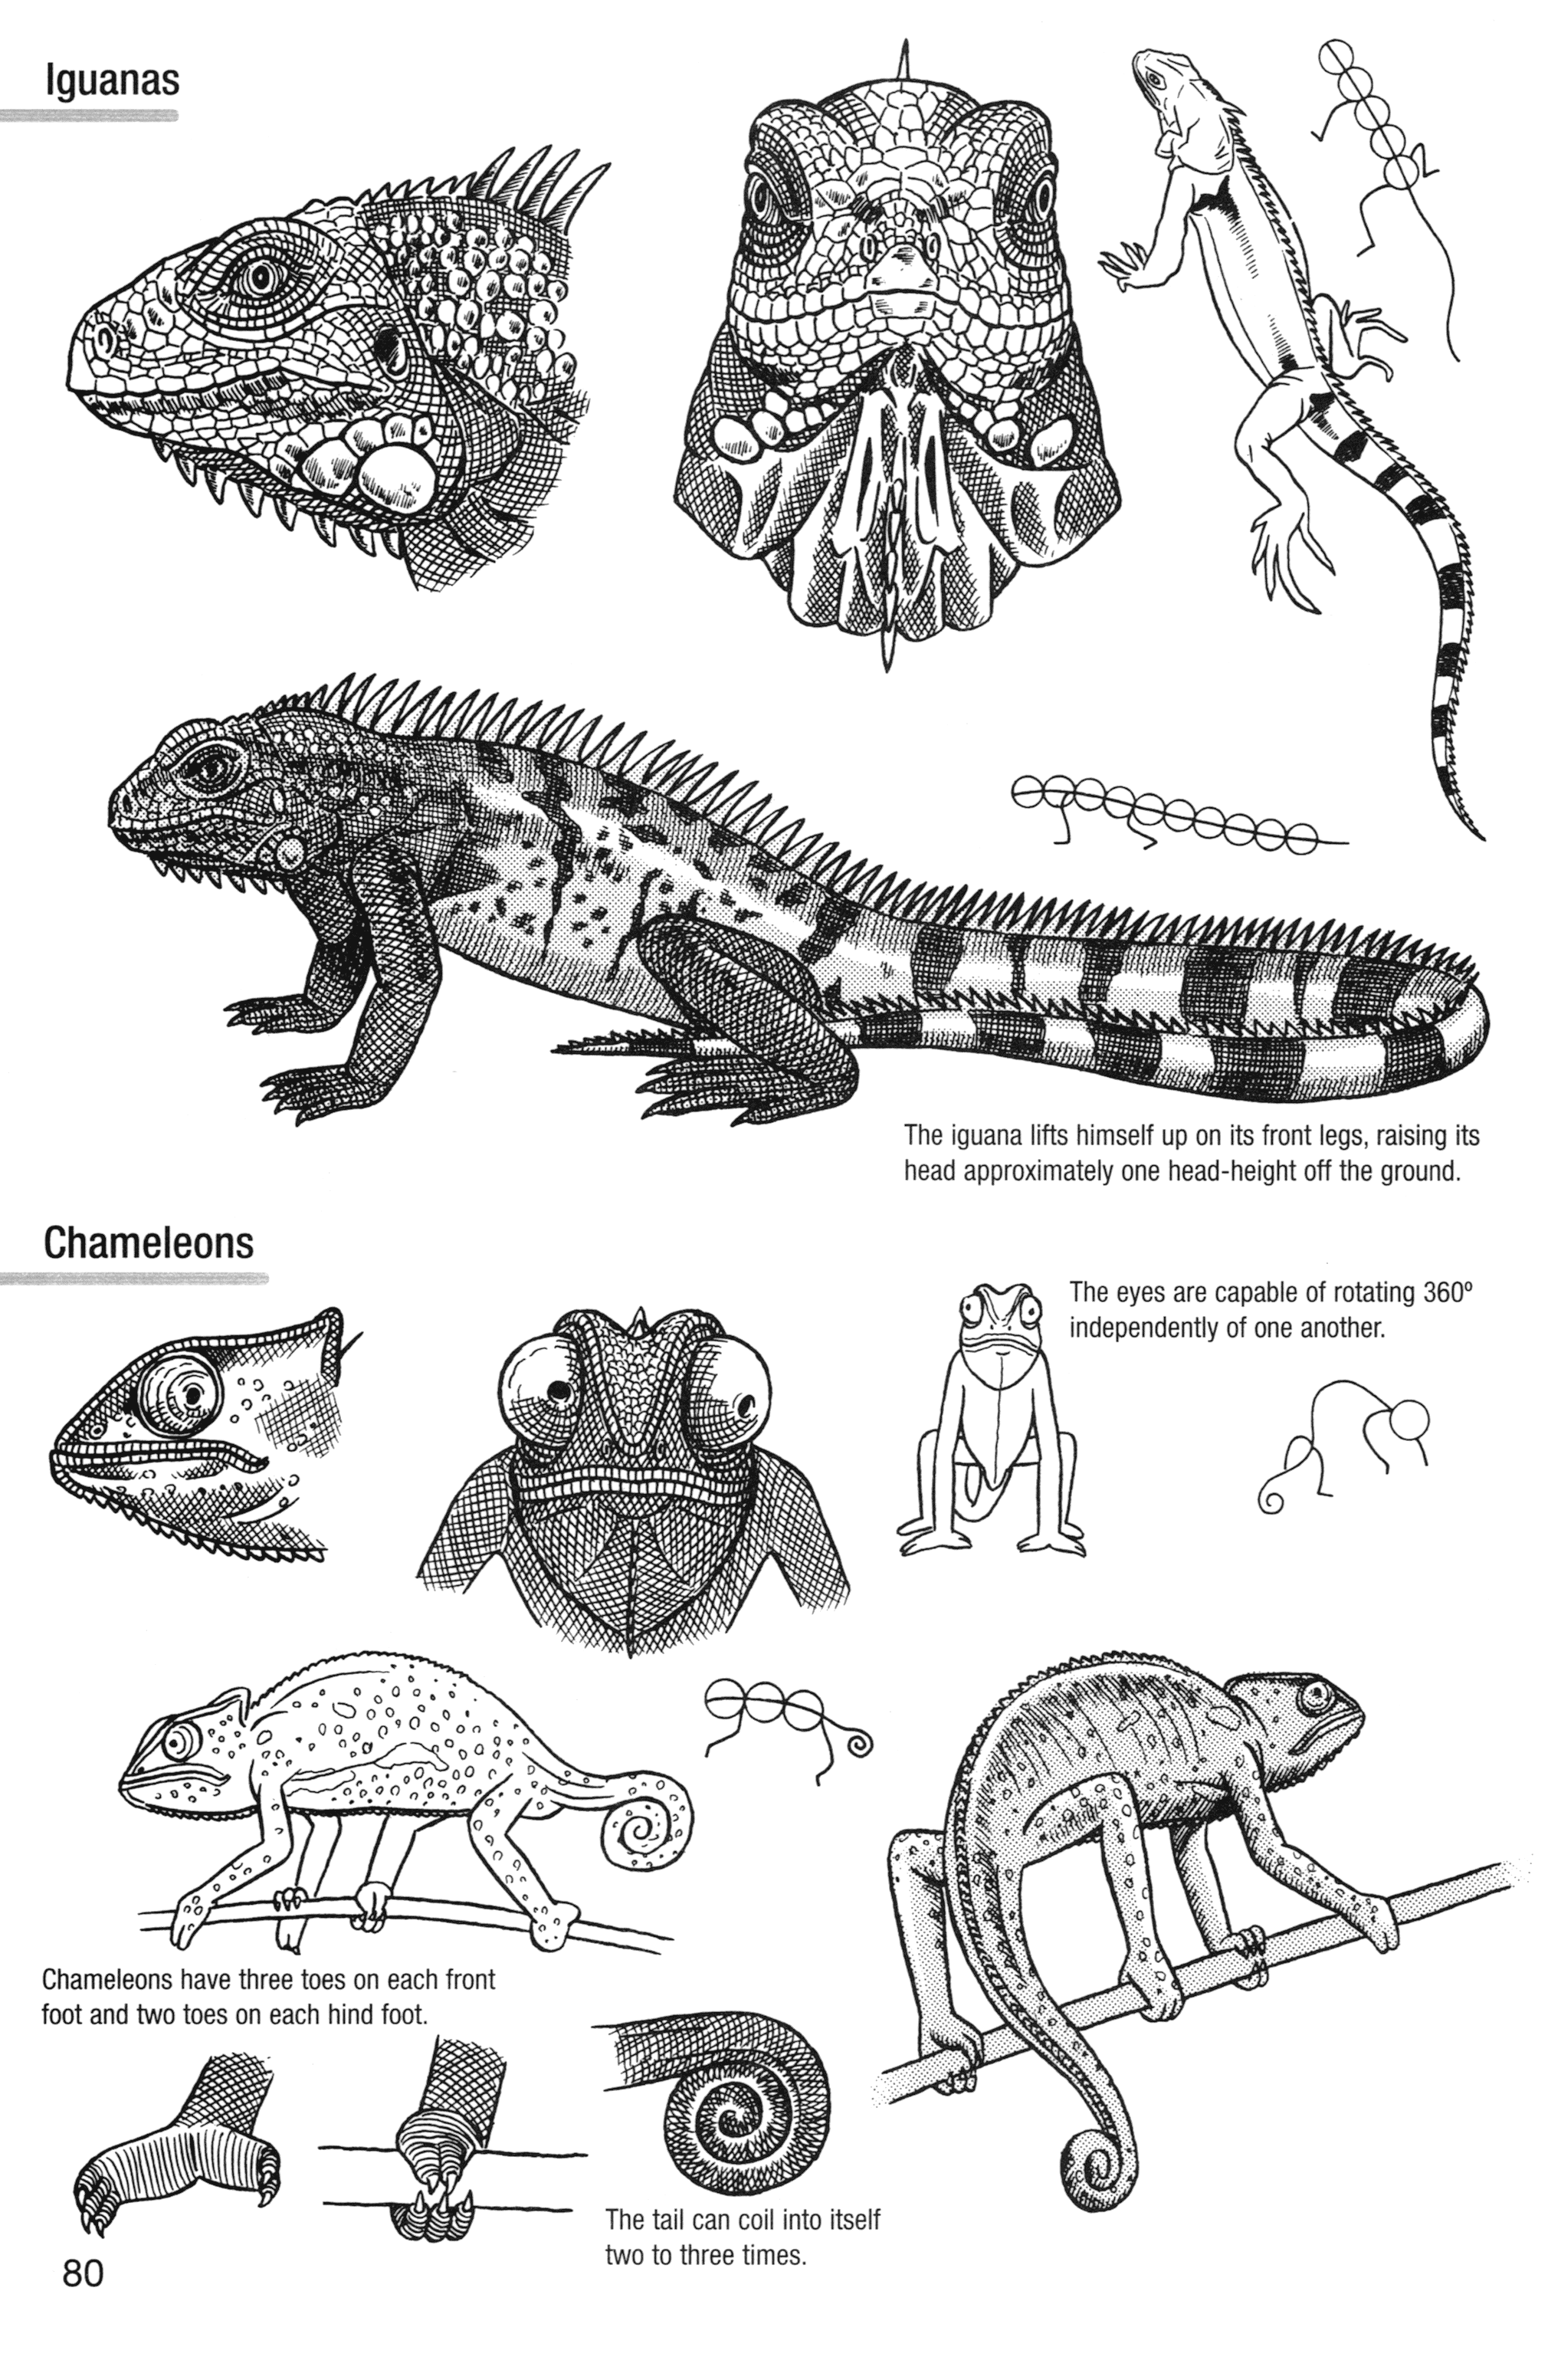 Iguanas
The iguana lifts himself up on its front legs, raising its
head approximately one head-height off the ground.
Chameleons
The eyes are capable of rotating 360º
independently of one another.
Chameleons have three toes on each front
foot and two toes on each hind foot.
The tail can coil into itself
two to three times.
80